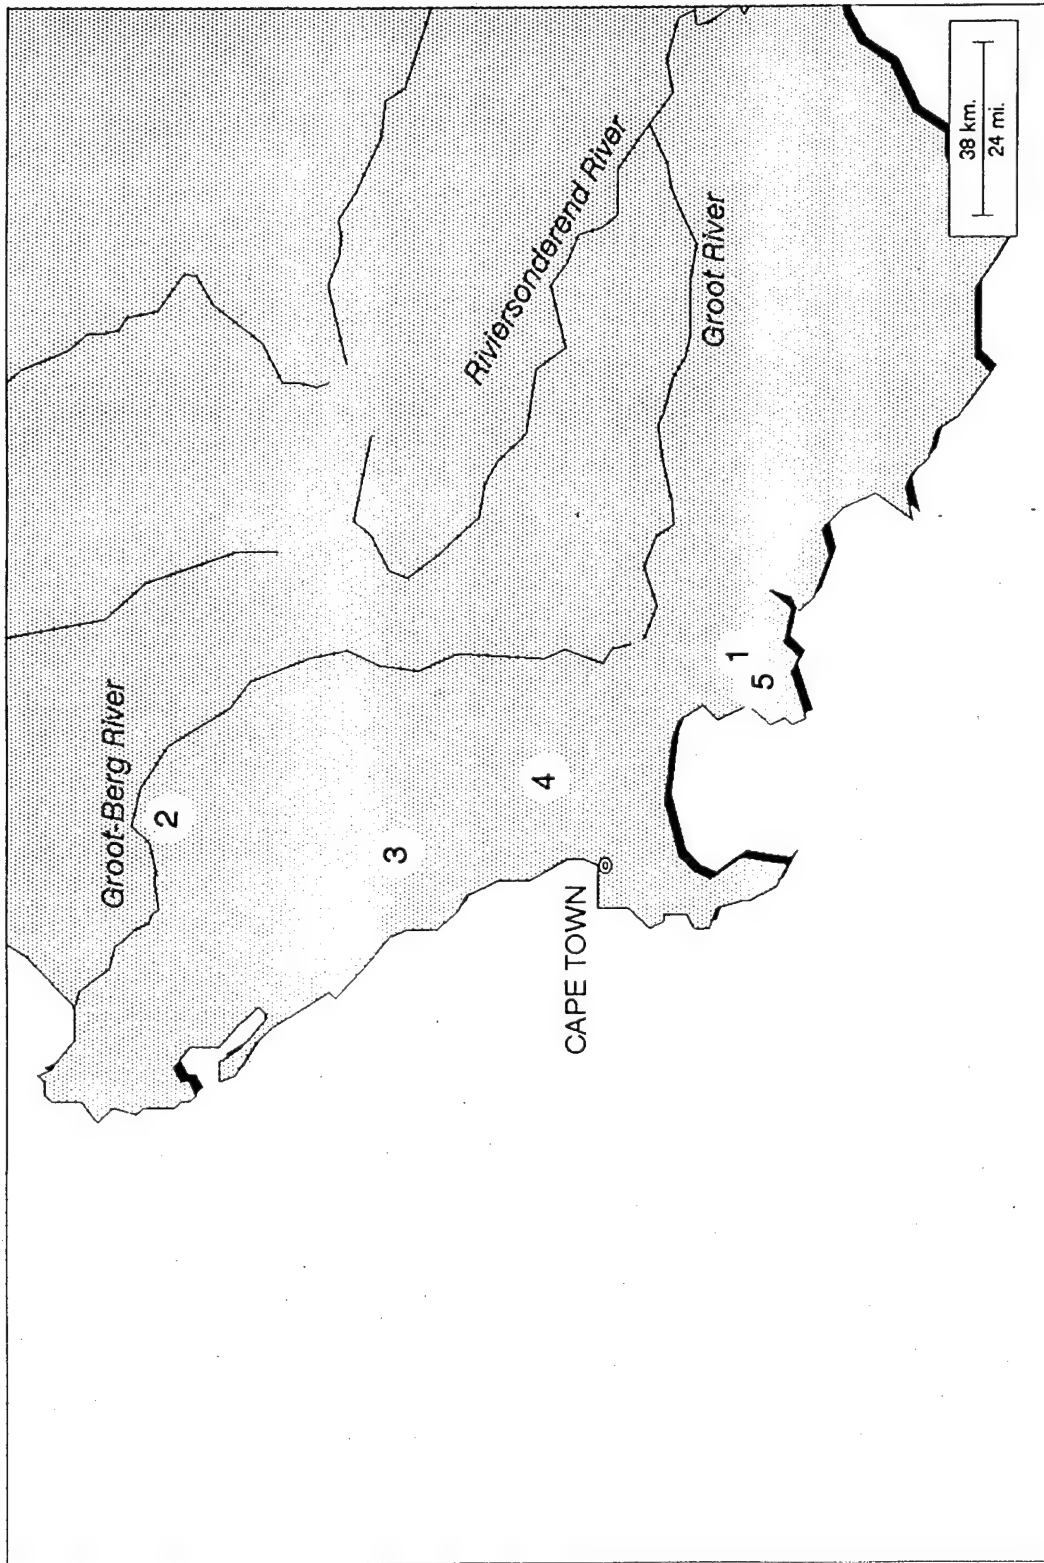 Groot-Berg River
2
3
Riviersonderend River
4
CAPE TOWN
Groot River
1
5
38 km.
24 mi.